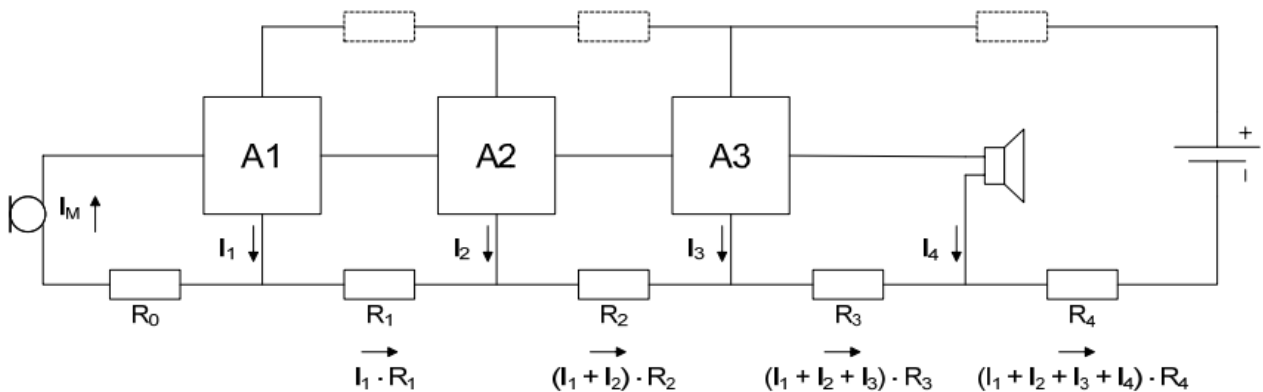 A1 A2 A3 +
−
I_M I₁ I₂ I₃ I₄
R₀ R₁ R₂ R₃ R₄
I₁ · R₁ (I₁ + I₂) · R₂ (I₁ + I₂ + I₃) · R₃ (I₁ + I₂ + I₃ + I₄) · R₄